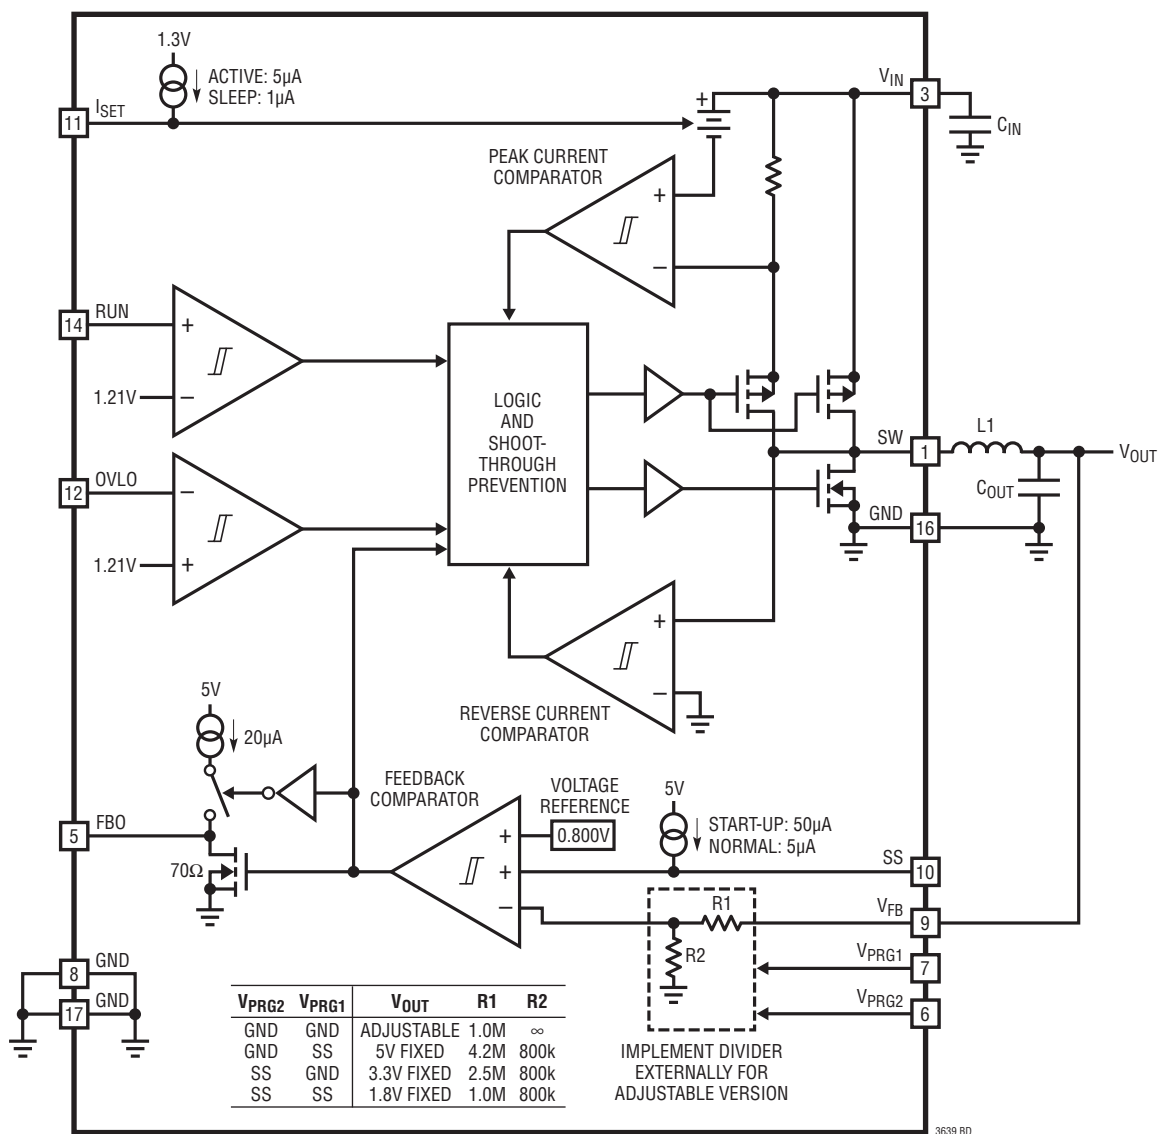 1.3V
ACTIVE: 5µA
SLEEP: 1µA
11
ISET
VIN
3
CIN
+
PEAK CURRENT
COMPARATOR
+
−
14
RUN
+
1.21V
−
12
OVLO
−
1.21V
+
LOGIC
AND
SHOOT-
THROUGH
PREVENTION
SW
1
L1
VOUT
COUT
GND
16
+
−
REVERSE CURRENT
COMPARATOR
5V
20µA
5
FBO
70Ω
FEEDBACK
COMPARATOR
+
+
−
VOLTAGE
REFERENCE
0.800V
5V
START-UP: 50µA
NORMAL: 5µA
SS
10
R1
R2
VFB
9
VPRG1
7
VPRG2
6
IMPLEMENT DIVIDER
EXTERNALLY FOR
ADJUSTABLE VERSION
8
GND
17
GND
VPRG2 VPRG1 VOUT R1 R2
GND GND ADJUSTABLE 1.0M ∞
GND SS 5V FIXED 4.2M 800k
SS GND 3.3V FIXED 2.5M 800k
SS SS 1.8V FIXED 1.0M 800k
3639 BD